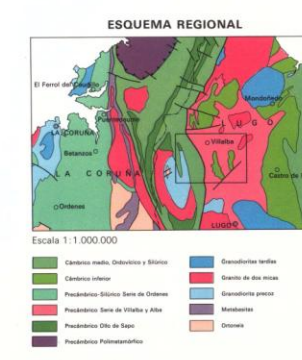 ESQUEMA REGIONAL
El Ferrol del Caudillo
Mondoñedo
Puentedeume
LA CORUÑA
LUGO
Villalba
Betanzos
LA CORUÑA
Castro de
Ordenes
LUGO
Escala 1:1.000.000
Cámbrico medio, Ordovícico y Silúrico
Granodioritas tardías
Cámbrico inferior
Granito de dos micas
Precámbrico-Silúrico Serie de Ordenes
Granodiorita precoz
Precámbrico Serie de Villalba y Alba
Metabasitas
Precámbrico Ollo de Sapo
Ortoneis
Precámbrico Polimetamórfico